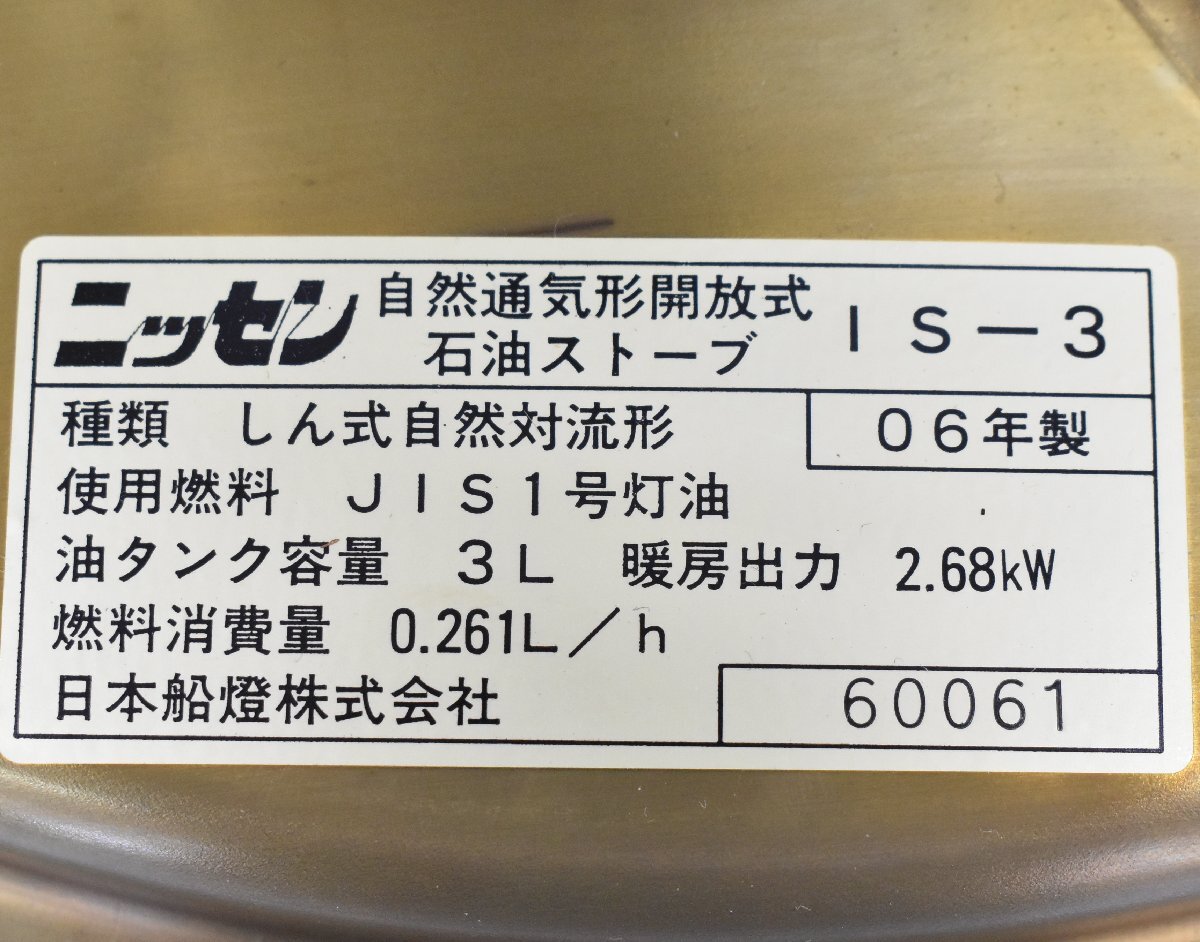 ニッセン 自然通気形開放式 石油ストーブ IS-3
種類 しん式自然対流形 06年製
使用燃料 JIS1号灯油
油タンク容量 3L 暖房出力 2.68kW
燃料消費量 0.261L/h
日本船燈株式会社 60061